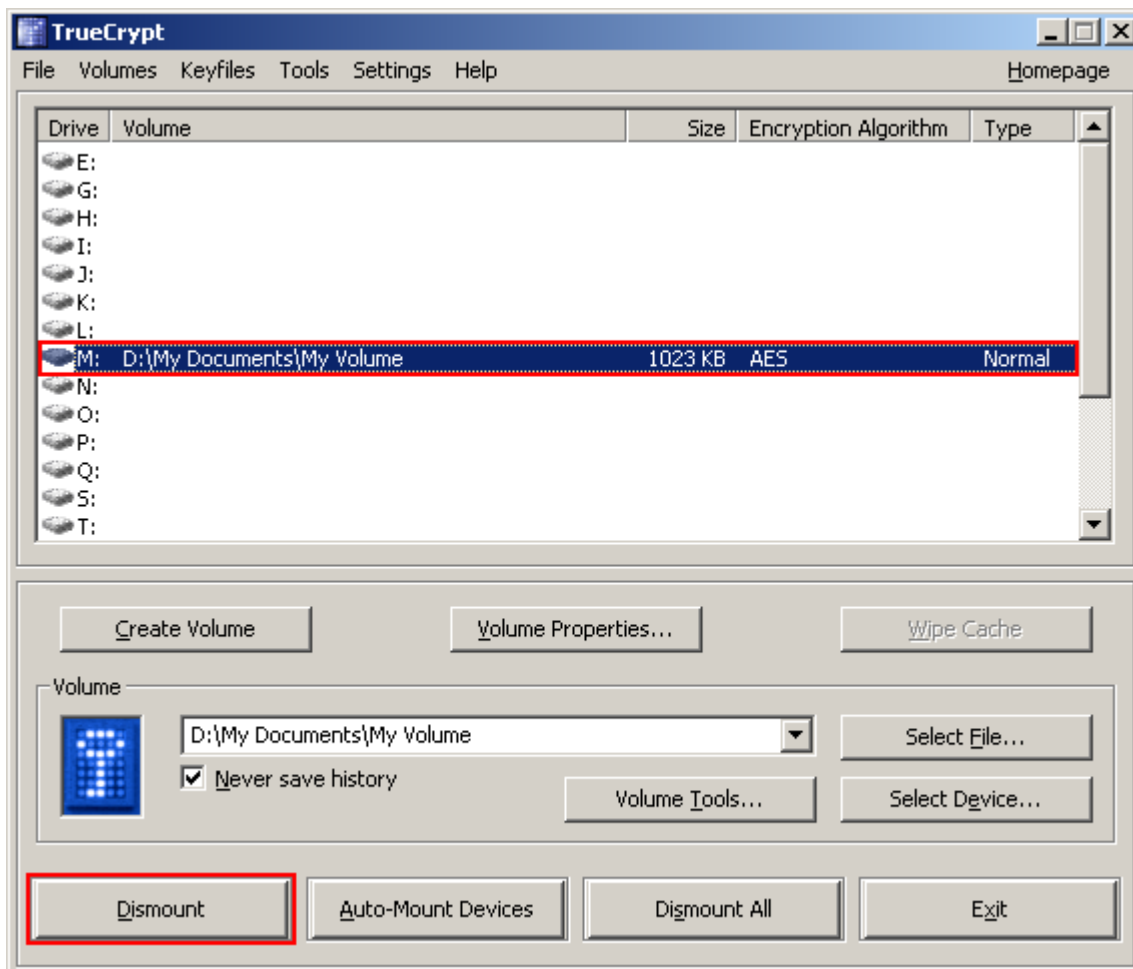 TrueCrypt
File Volumes Keyfiles Tools Settings Help Homepage
Drive Volume Size Encryption Algorithm Type
E:
G:
H:
I:
J:
K:
L:
M: D:\My Documents\My Volume 1023 KB AES Normal
N:
O:
P:
Q:
S:
T:
Create Volume Volume Properties... Wipe Cache
Volume
D:\My Documents\My Volume Select File...
Never save history
Volume Tools... Select Device...
Dismount Auto-Mount Devices Dismount All Exit